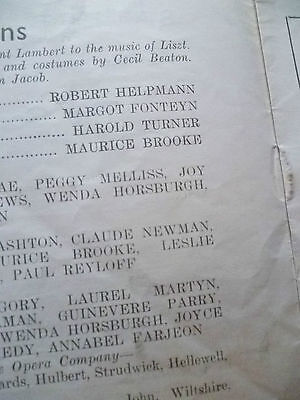 ns
nt Lambert to the music of Liszt.
and costumes by Cecil Beaton.
n Jacob.
........... ROBERT HELPMANN
........... MARGOT FONTEYN
........... HAROLD TURNER
........... MAURICE BROOKE
AE, PEGGY MELLISS, JOY
EWS, WENDA HORSBURGH,
N
ASHTON, CLAUDE NEWMAN,
URICE BROOKE, LESLIE
, PAUL REYLOFF
GORY, LAUREL MARTYN,
RMAN, GUINEVERE PARRY,
WENDA HORSBURGH, JOYCE
EDY, ANNABEL FARJEON
e Opera Company—
ards, Hulbert, Strudwick, Hellewell,
John, Wiltshire.